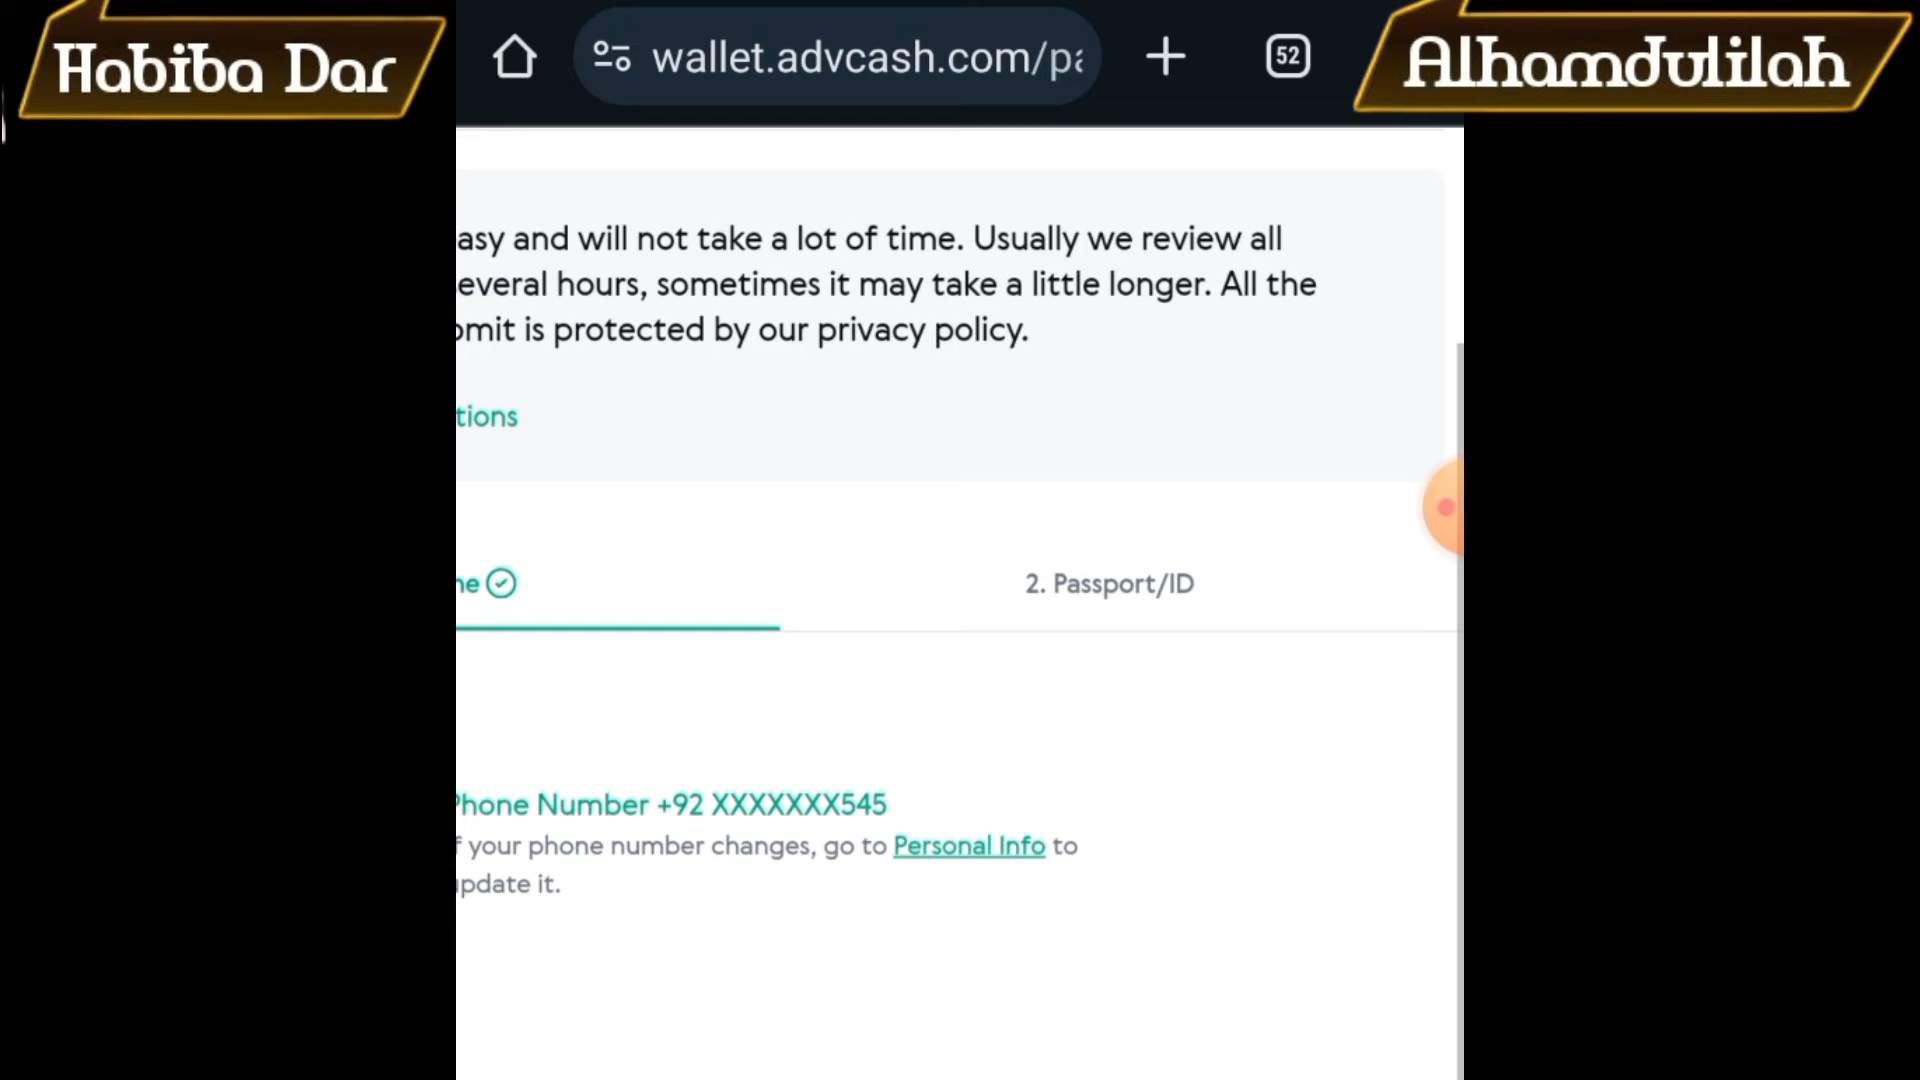 Habiba Dar
wallet.advcash.com/pa
52
Alhamdulilah
asy and will not take a lot of time. Usually we review all
everal hours, sometimes it may take a little longer. All the
omit is protected by our privacy policy.
tions
ne
2. Passport/ID
Phone Number +92 XXXXXXX545
f your phone number changes, go to Personal Info to
update it.